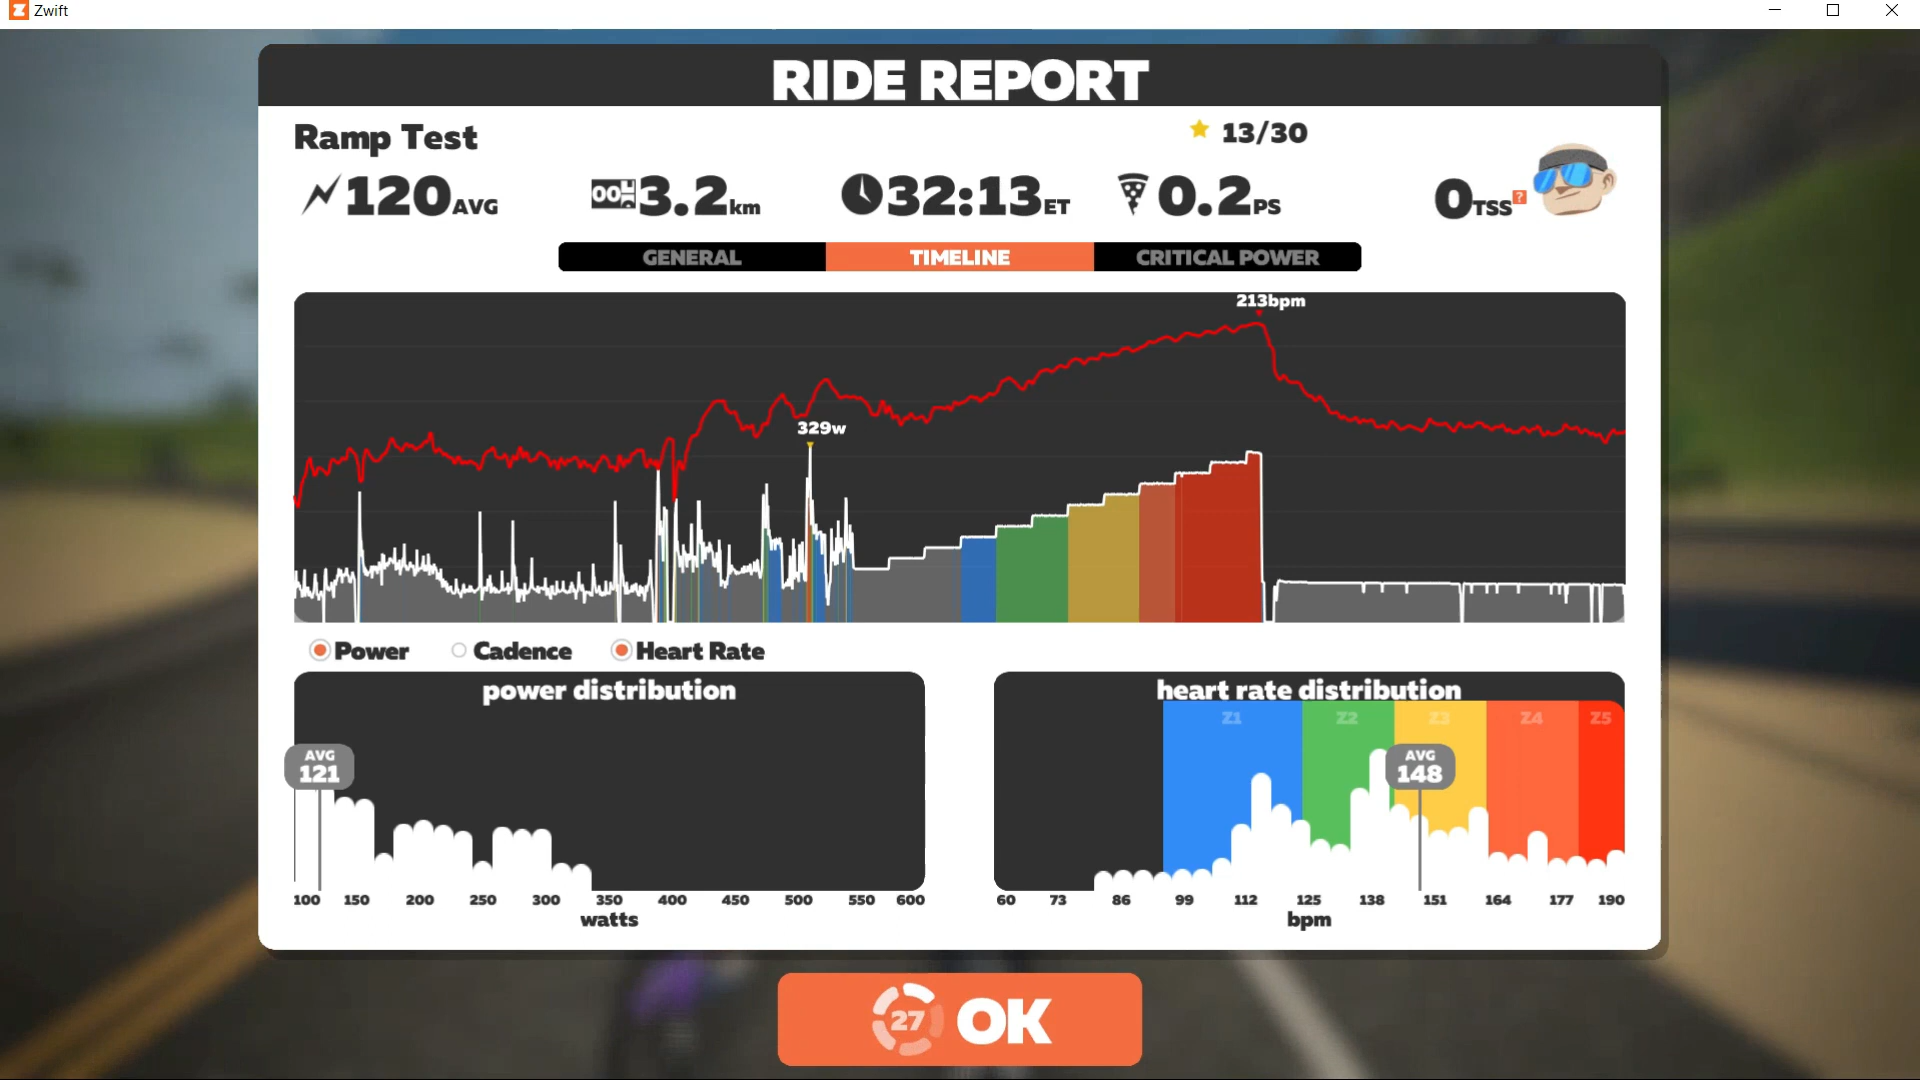 Zwift
RIDE REPORT
Ramp Test
13/30
120AVG
3.2km
32:13ET
0.2PS
0TSS ?
GENERAL
TIMELINE
CRITICAL POWER
213bpm
329w
Power
Cadence
Heart Rate
power distribution
AVG
121
100 150 200 250 300 350 400 450 500 550 600
watts
heart rate distribution
Z1 Z2 Z3 Z4 Z5
AVG
148
60 73 86 99 112 125 138 151 164 177 190
bpm
27 OK